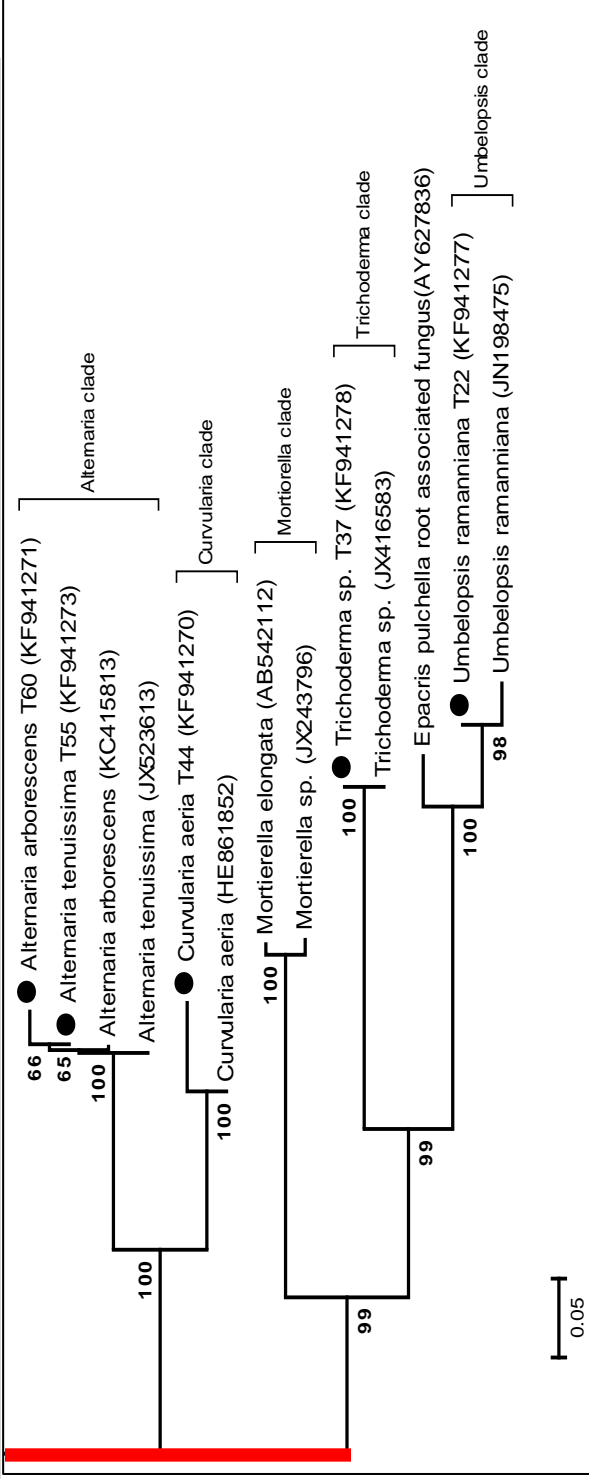 Alternaria arborescens T60 (KF941271)
Alternaria tenuissima T55 (KF941273)
Alternaria arborescens (KC415813)
Alternaria tenuissima (JX523613)
Alternaria clade
66
65
100
Curvularia aeria T44 (KF941270)
Curvularia aeria (HE861852)
Curvularia clade
100
100
Mortierella elongata (AB542112)
Mortierella sp. (JX243796)
Mortiorella clade
100
Trichoderma sp. T37 (KF941278)
Trichoderma sp. (JX416583)
Trichoderma clade
100
Epacris pulchella root associated fungus(AY627836)
Umbelopsis ramanniana T22 (KF941277)
Umbelopsis ramanniana (JN198475)
Umbelopsis clade
98
100
99
99
0.05